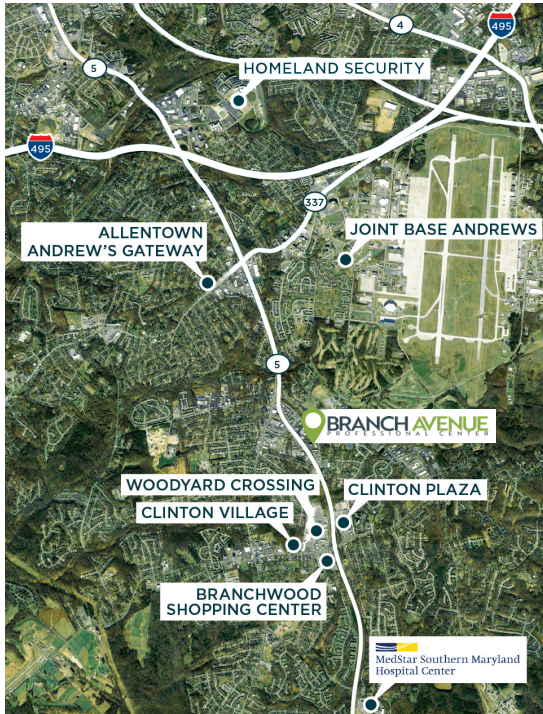 4
495
5
HOMELAND SECURITY
495
337
ALLENTOWN
ANDREW'S GATEWAY
JOINT BASE ANDREWS
5
BRANCH AVENUE
PROFESSIONAL CENTER
WOODYARD CROSSING
CLINTON PLAZA
CLINTON VILLAGE
BRANCHWOOD
SHOPPING CENTER
MedStar Southern Maryland
Hospital Center